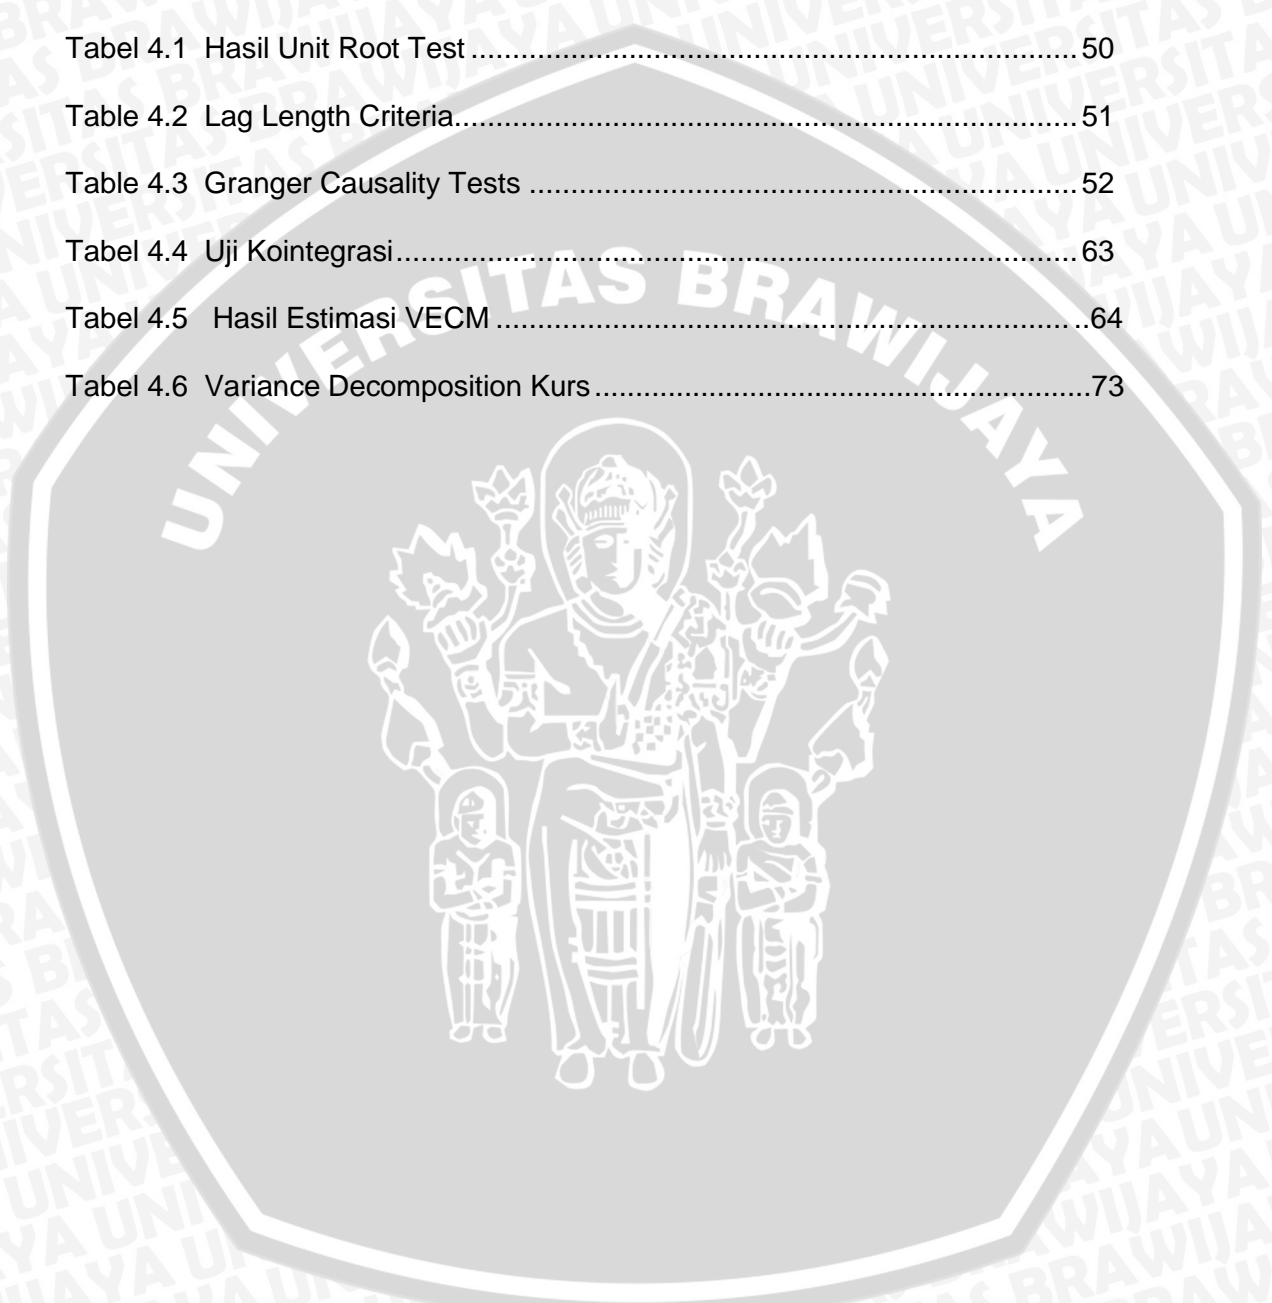 Tabel 4.1 Hasil Unit Root Test ........................................................................... 50
Table 4.2 Lag Length Criteria............................................................................. 51
Table 4.3 Granger Causality Tests .................................................................... 52
Tabel 4.4 Uji Kointegrasi.................................................................................... 63
Tabel 4.5 Hasil Estimasi VECM ........................................................................ 64
Tabel 4.6 Variance Decomposition Kurs.............................................................73
UNIVERSITAS BRAWIJAYA